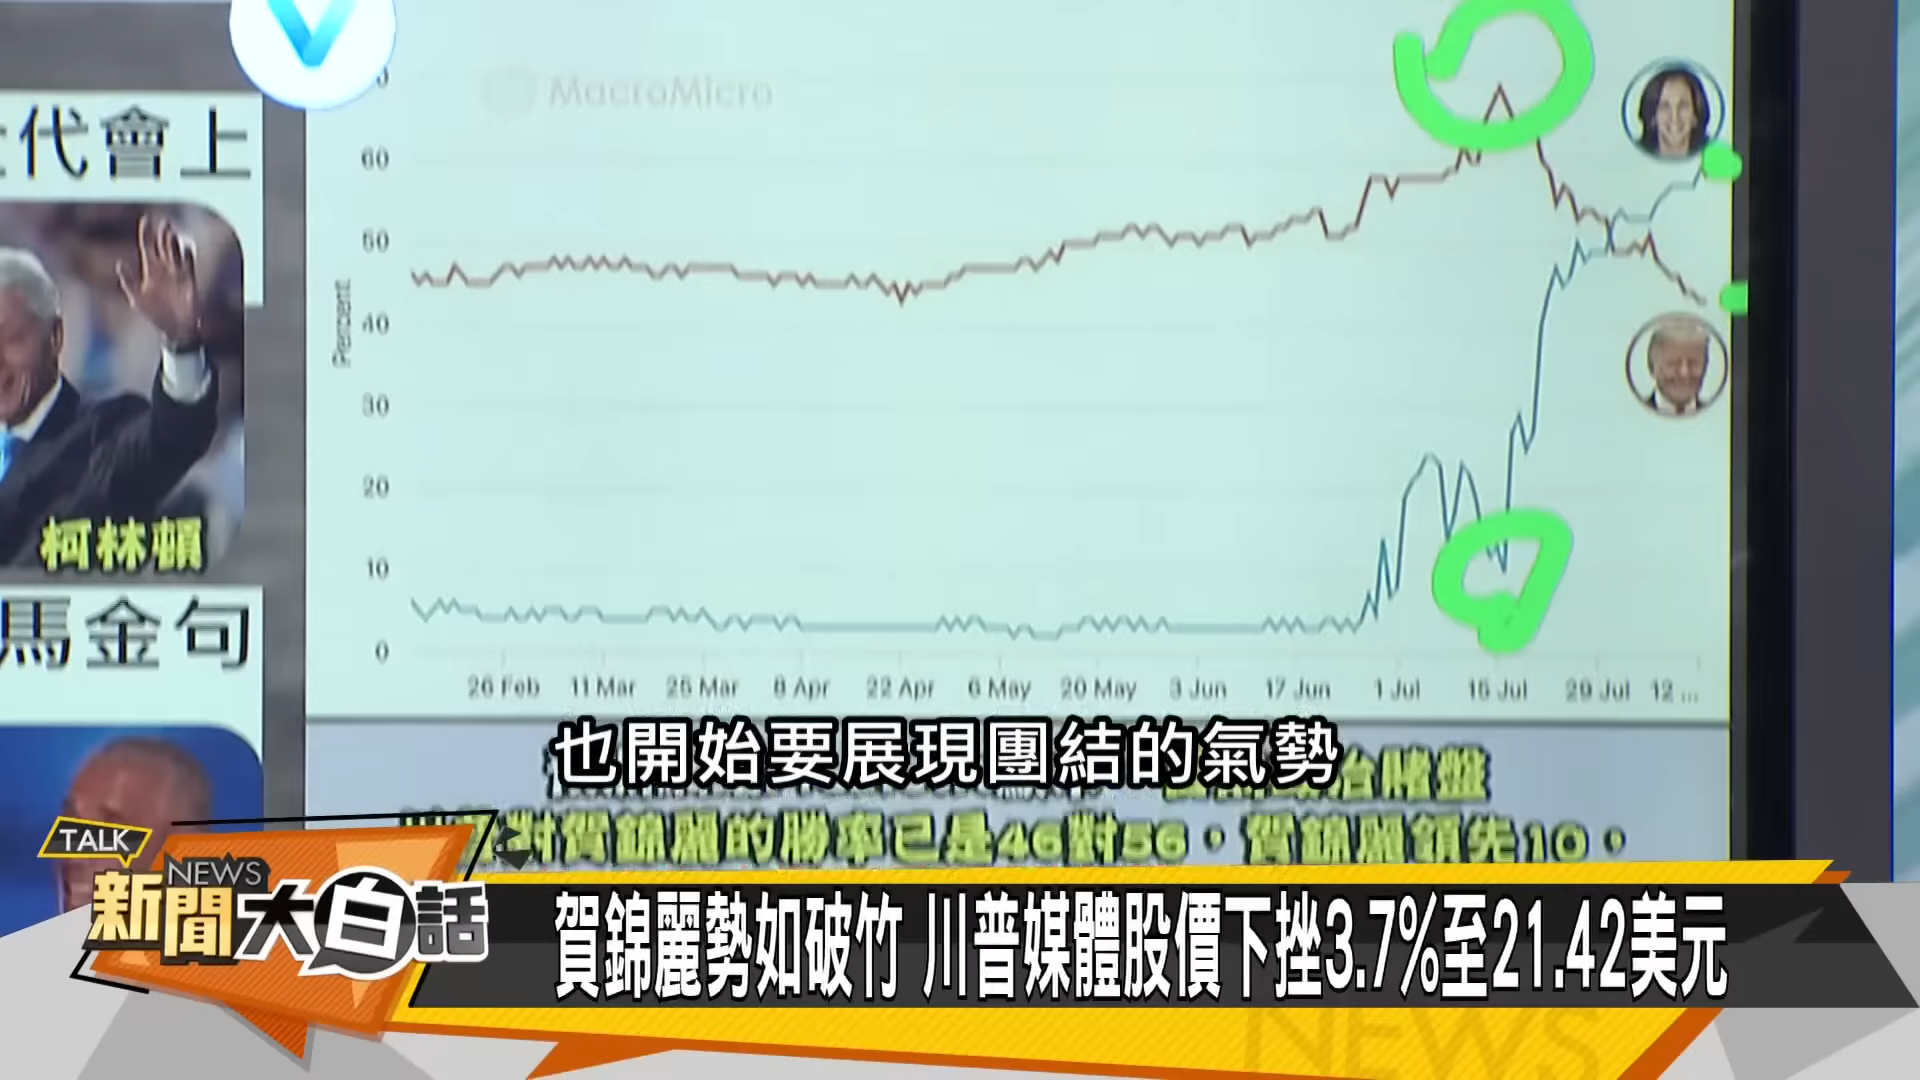 代會上
柯林頓
馬金句
MacroMicro
60
50
40
30
20
10
0
Percent
26 Feb
11 Mar
25 Mar
8 Apr
22 Apr
6 May
20 May
3 Jun
17 Jun
1 Jul
15 Jul
29 Jul
12 ...
也開始要展現團結的氣勢
賭盤
對賀錦麗的勝率已是46對56，賀錦麗領先10，
TALK
NEWS
新聞大白話
賀錦麗勢如破竹 川普媒體股價下挫3.7%至21.42美元
NEWS